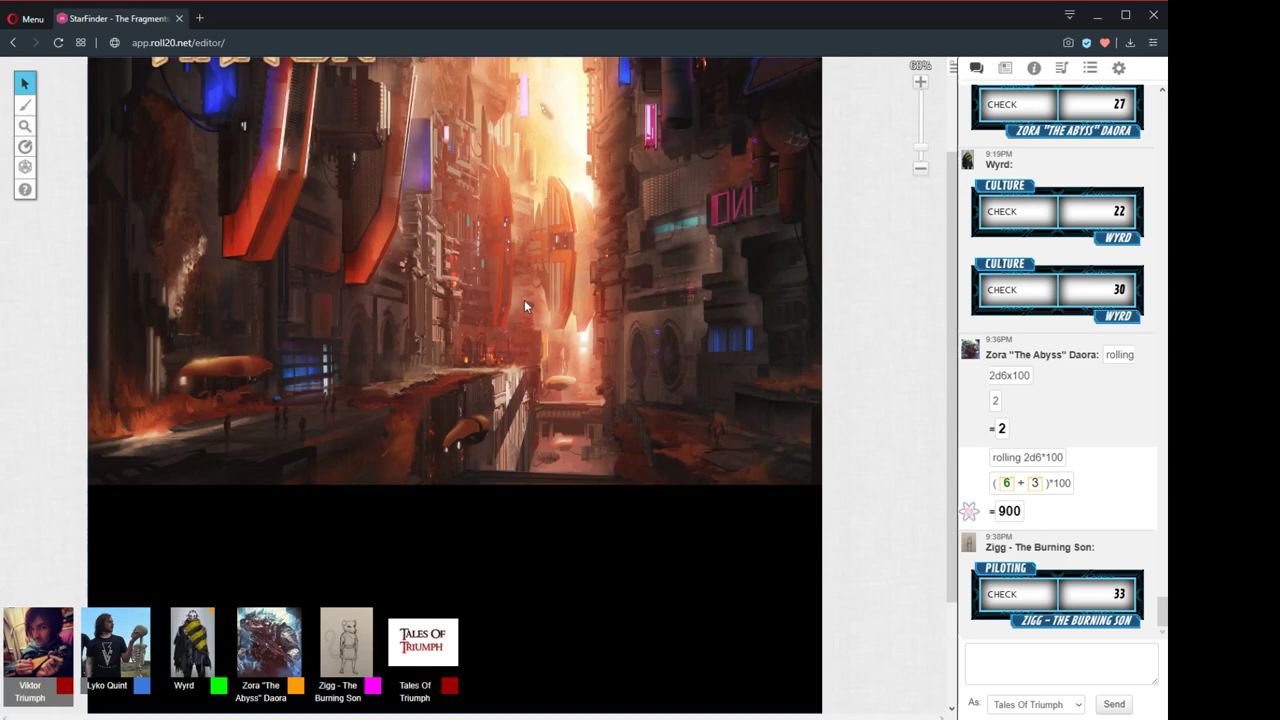 Menu
StarFinder - The Fragments
app.roll20.net/editor/
60%
CHECK 27
ZORA "THE ABYSS" DAORA
9:19PM
Wyrd:
CULTURE
CHECK 22
WYRD
CULTURE
CHECK 30
WYRD
9:36PM
Zora "The Abyss" Daora: rolling
2d6x100
2
= 2
rolling 2d6*100
( 6 + 3 )*100
= 900
9:38PM
Zigg - The Burning Son:
PILOTING
CHECK 33
ZIGG - THE BURNING SON
TALES OF
TRIUMPH
Viktor
Triumph
Lyko Quint
Wyrd
Zora "The
Abyss" Daora
Zigg - The
Burning Son
Tales Of
Triumph
As: Tales Of Triumph
Send